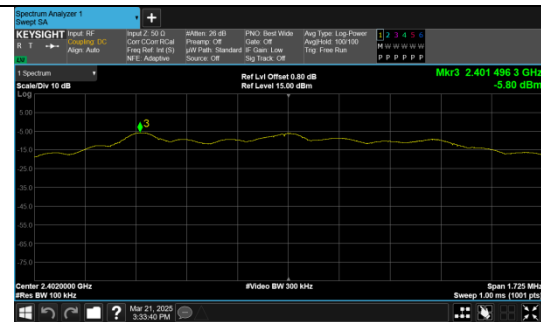 Spectrum Analyzer 1
Swept SA
+
KEYSIGHT
R T
Input: RF
Coupling: DC
Align: Auto
Input Z: 50 Ω
Corr CCorr RCal
Freq Ref: Int (S)
NFE: Adaptive
#Atten: 26 dB
Preamp: Off
µW Path: Standard
Source: Off
PNO: Best Wide
Gate: Off
IF Gain: Low
Sig Track: Off
Avg Type: Log-Power
Avg|Hold: 100/100
Trig: Free Run
1 2 3 4 5 6
M W W W W W
P P P P P P
1 Spectrum
Scale/Div 10 dB
Ref Lvl Offset 0.80 dB
Ref Level 15.00 dBm
Mkr3 2.401 496 3 GHz
-5.80 dBm
Log
5.00
-5.00
-15.0
-25.0
-35.0
-45.0
-55.0
-65.0
-75.0
3
Center 2.4020000 GHz
#Res BW 100 kHz
#Video BW 300 kHz
Span 1.725 MHz
Sweep 1.00 ms (1001 pts)
?
Mar 21, 2025
3:33:40 PM